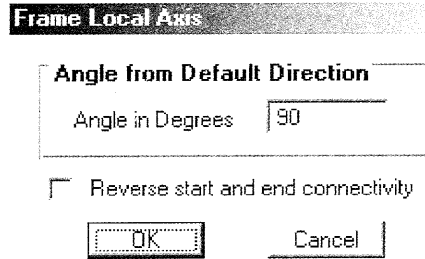 Frame Local Axis
Angle from Default Direction
Angle in Degrees 90
Reverse start and end connectivity
OK Cancel